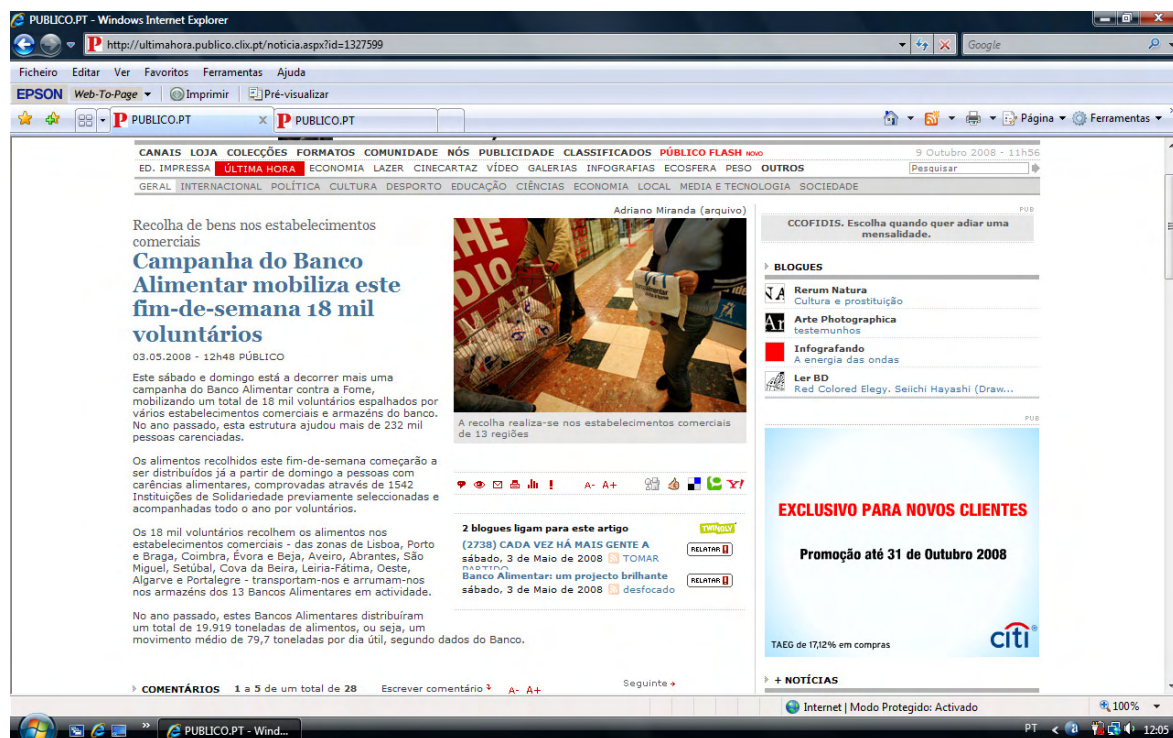 PUBLICO.PT - Windows Internet Explorer
http://ultimahora.publico.clix.pt/noticia.aspx?id=1327599
Google
Ficheiro Editar Ver Favoritos Ferramentas Ajuda
EPSON Web-To-Page Imprimir Pré-visualizar
PUBLICO.PT PUBLICO.PT Página Ferramentas
CANAIS LOJA COLECÇÕES FORMATOS COMUNIDADE NÓS PUBLICIDADE CLASSIFICADOS PÚBLICO FLASH NOVO 9 Outubro 2008 - 11h56
ED. IMPRESSA ÚLTIMA HORA ECONOMIA LAZER CINECARTAZ VÍDEO GALERIAS INFOGRAFIAS ECOSFERA PESO OUTROS Pesquisar
GERAL INTERNACIONAL POLÍTICA CULTURA DESPORTO EDUCAÇÃO CIÊNCIAS ECONOMIA LOCAL MEDIA E TECNOLOGIA SOCIEDADE
Recolha de bens nos estabelecimentos
comerciais
Campanha do Banco
Alimentar mobiliza este
fim-de-semana 18 mil
voluntários
03.05.2008 - 12h48 PÚBLICO
Este sábado e domingo está a decorrer mais uma
campanha do Banco Alimentar contra a Fome,
mobilizando um total de 18 mil voluntários espalhados por
vários estabelecimentos comerciais e armazéns do banco.
No ano passado, esta estrutura ajudou mais de 232 mil
pessoas carenciadas.
Os alimentos recolhidos este fim-de-semana começarão a
ser distribuídos já a partir de domingo a pessoas com
carências alimentares, comprovadas através de 1542
Instituições de Solidariedade previamente seleccionadas e
acompanhadas todo o ano por voluntários.
Os 18 mil voluntários recolhem os alimentos nos
estabelecimentos comerciais - das zonas de Lisboa, Porto
e Braga, Coimbra, Évora e Beja, Aveiro, Abrantes, São
Miguel, Setúbal, Cova da Beira, Leiria-Fátima, Oeste,
Algarve e Portalegre - transportam-nos e arrumam-nos
nos armazéns dos 13 Bancos Alimentares em actividade.
No ano passado, estes Bancos Alimentares distribuíram
um total de 19.919 toneladas de alimentos, ou seja, um
movimento médio de 79,7 toneladas por dia útil, segundo dados do Banco.
COMENTÁRIOS 1 a 5 de um total de 28 Escrever comentário A- A+ Seguinte
Adriano Miranda (arquivo)
A recolha realiza-se nos estabelecimentos comerciais
de 13 regiões
A- A+
2 blogues ligam para este artigo TWINGLY
(2738) CADA VEZ HÁ MAIS GENTE A RELATAR
sábado, 3 de Maio de 2008 TOMAR
PARTIDO
Banco Alimentar: um projecto brilhante RELATAR
sábado, 3 de Maio de 2008 desfocado
PUB
CCOFIDIS. Escolha quando quer adiar uma
mensalidade.
BLOGUES
Rerum Natura
Cultura e prostituição
Arte Photographica
testemunhos
Infografando
A energia das ondas
Ler BD
Red Colored Elegy. Seiichi Hayashi (Draw...
PUB
EXCLUSIVO PARA NOVOS CLIENTES
Promoção até 31 de Outubro 2008
TAEG de 17,12% em compras
citi
+ NOTÍCIAS
Internet | Modo Protegido: Activado 100%
PUBLICO.PT - Wind... PT 12:05